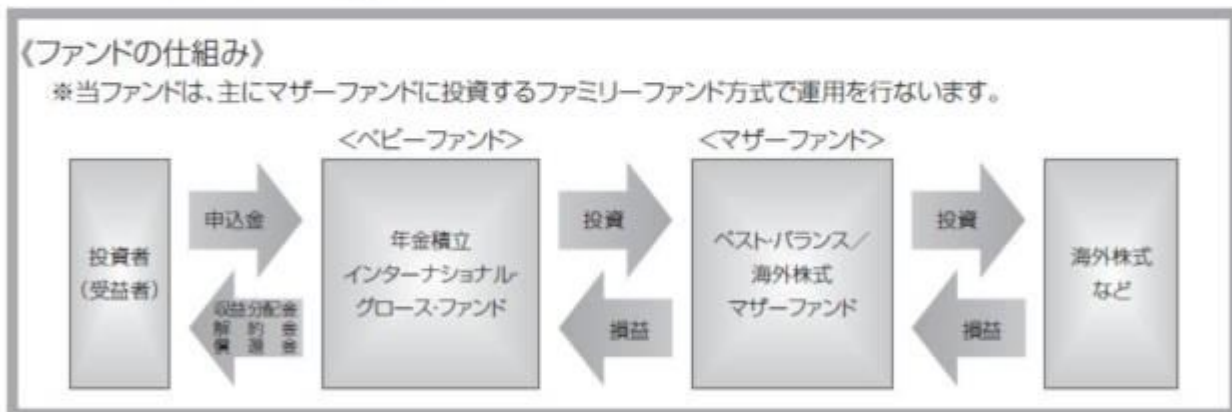 《ファンドの仕組み》
※当ファンドは、主にマザーファンドに投資するファミリーファンド方式で運用を行ないます。
<ベビーファンド>
<マザーファンド>
投資者
(受益者)
申込金
収益分配金
解約金
償還金
年金積立
インターナショナル・
グロース・ファンド
投資
損益
ベスト・バランス/
海外株式
マザーファンド
投資
損益
海外株式
など